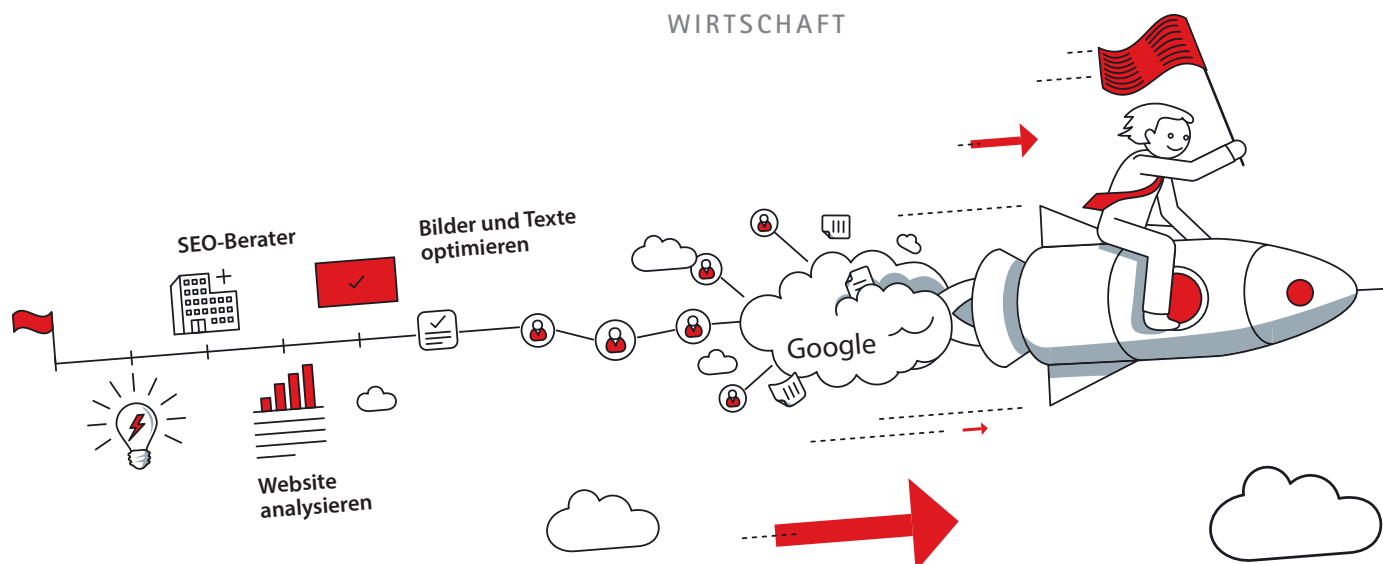 WIRTSCHAFT
SEO-Berater
Bilder und Texte
optimieren
Google
Website
analysieren